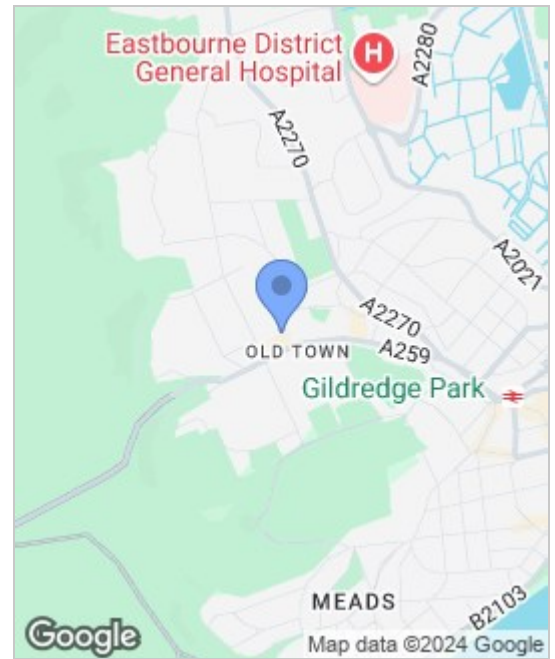 Eastbourne District
General Hospital
H
A2280
A2270
A2021
A2270
OLD TOWN
A259
Gildredge Park
MEADS
B2103
Google
Map data ©2024 Google